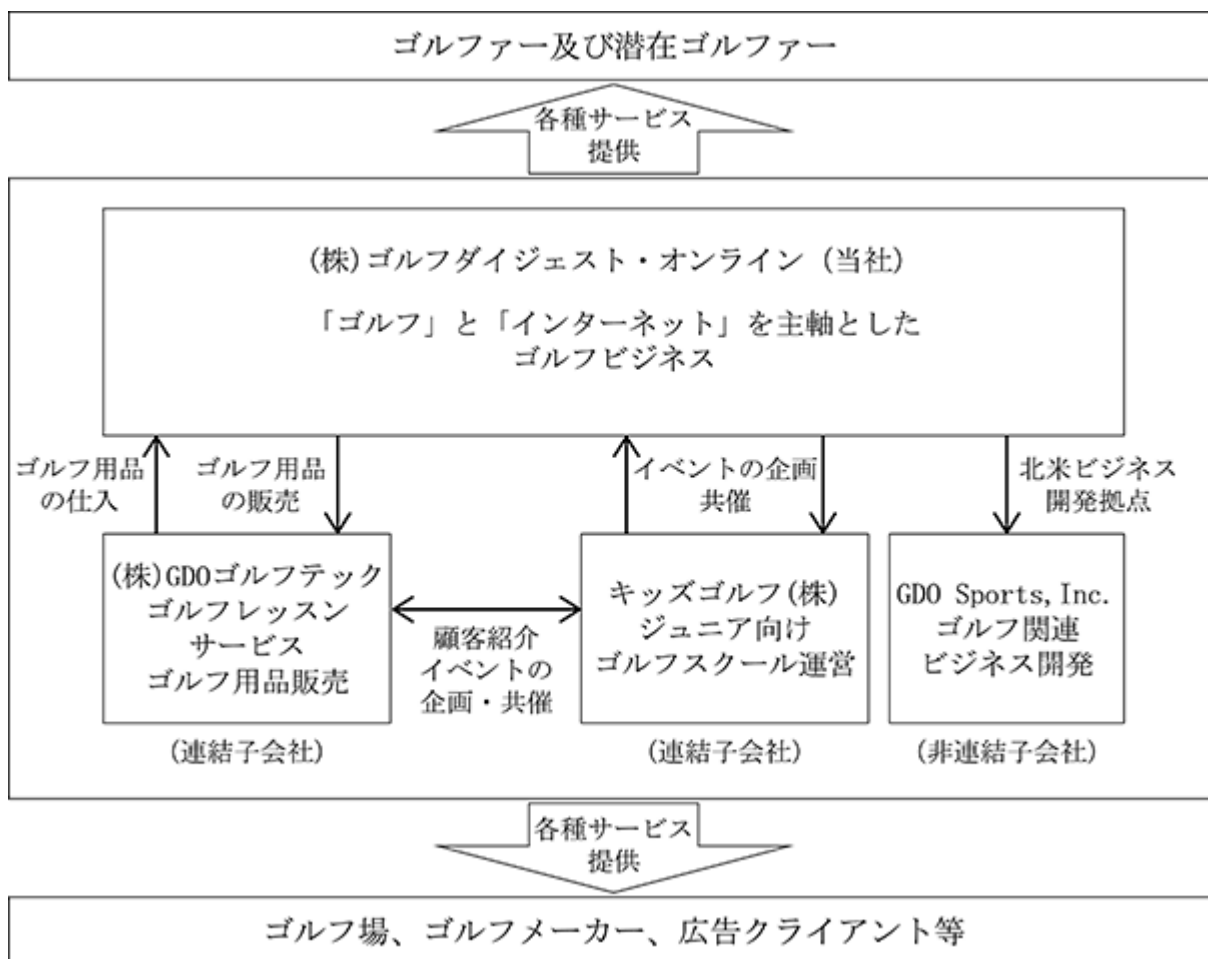 ゴルファー及び潜在ゴルファー
各種サービス
提供
(株)ゴルフダイジェスト・オンライン (当社)
「ゴルフ」と「インターネット」を主軸とした
ゴルフビジネス
ゴルフ用品
の仕入
ゴルフ用品
の販売
イベントの企画
共催
北米ビジネス
開発拠点
(株)GDOゴルフテック
ゴルフレッスン
サービス
ゴルフ用品販売
(連結子会社)
顧客紹介
イベントの
企画・共催
キッズゴルフ(株)
ジュニア向け
ゴルフスクール運営
(連結子会社)
GDO Sports,Inc.
ゴルフ関連
ビジネス開発
(非連結子会社)
各種サービス
提供
ゴルフ場、ゴルフメーカー、広告クライアント等